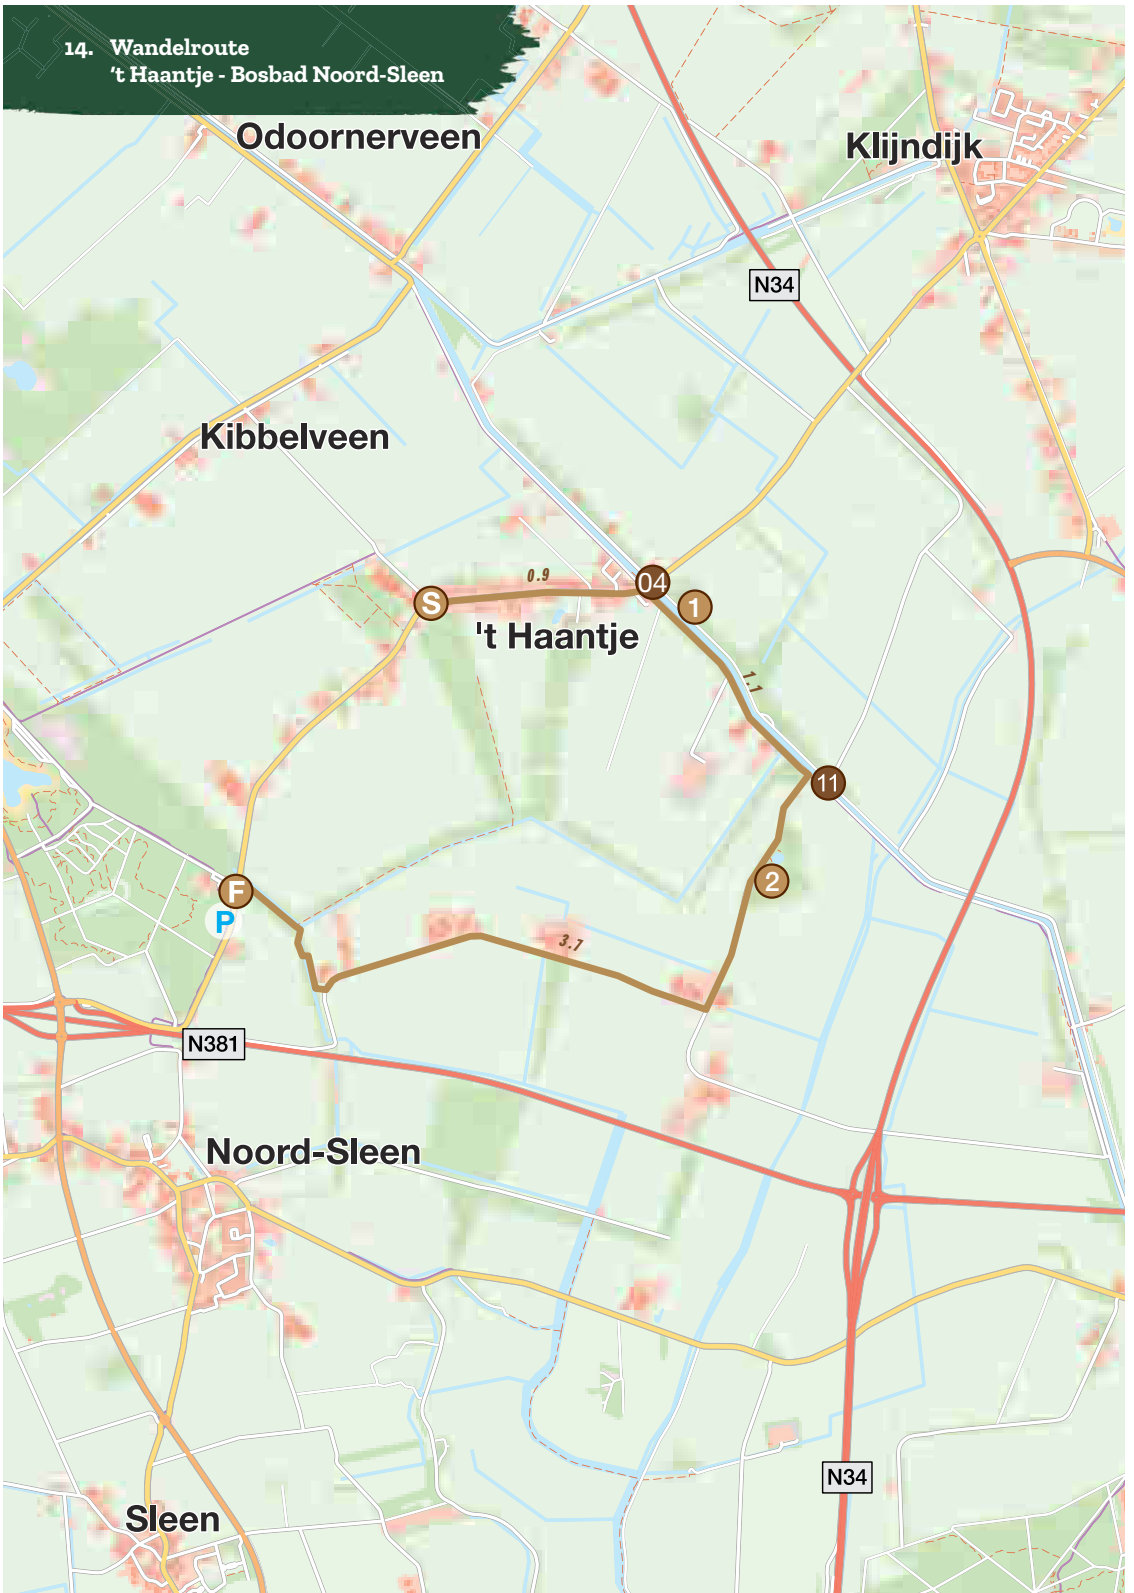 14. Wandelroute
‘t Haantje - Bosbad Noord-Sleen
Odoornerveen
Klijndijk
N34
Kibbelveen
0.9
S
04
1
't Haantje
1.1
11
2
F
P
3.7
N381
Noord-Sleen
N34
Sleen